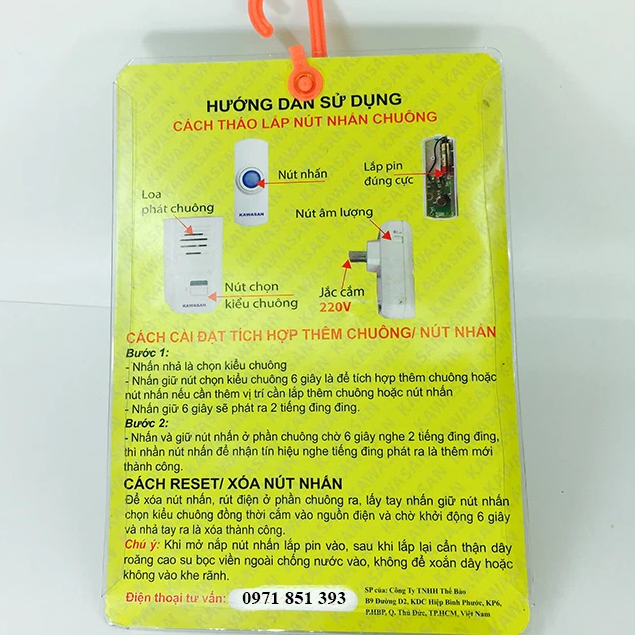 HƯỚNG DẪN SỬ DỤNG
CÁCH THÁO LẮP NÚT NHẤN CHUÔNG
Nút nhấn
Lắp pin
đúng cực
Loa
phát chuông
Nút âm lượng
KAWASAN
Nút chọn
kiểu chuông
KAWASAN
Jắc cắm
220V
CÁCH CÀI ĐẶT TÍCH HỢP THÊM CHUÔNG/ NÚT NHẤN
Bước 1:
- Nhấn nhả là chọn kiểu chuông
- Nhấn giữ nút chọn kiểu chuông 6 giây là để tích hợp thêm chuông hoặc
nút nhấn nếu cần thêm vị trí cần lắp thêm chuông hoặc nút nhấn
- Nhấn giữ 6 giây sẽ phát ra 2 tiếng đing đing.
Bước 2:
- Nhấn và giữ nút nhấn ở phần chuông chờ 6 giây nghe 2 tiếng đing đing,
thì nhần nút nhấn để nhận tín hiệu nghe tiếng đing phát ra là thêm mới
thành công.
CÁCH RESET/ XÓA NÚT NHẤN
Để xóa nút nhấn, rút điện ở phần chuông ra, lấy tay nhấn giữ nút nhấn
chọn kiểu chuông đồng thời cắm vào nguồn điện và chờ khởi động 6 giây
và nhả tay ra là xóa thành công.
Chú ý: Khi mở nắp nút nhấn lắp pin vào, sau khi lắp lại cẩn thận dây
roăng cao su bọc viền ngoài chống nước vào, không để xoắn dây hoặc
không vào khe rãnh.
Điện thoại tư vấn: 0971 851 393
SP của: Công Ty TNHH Thế Bảo
B9 Đường D2, KDC Hiệp Bình Phước, KP6,
P.HBP, Q. Thủ Đức, TP.HCM, Việt Nam